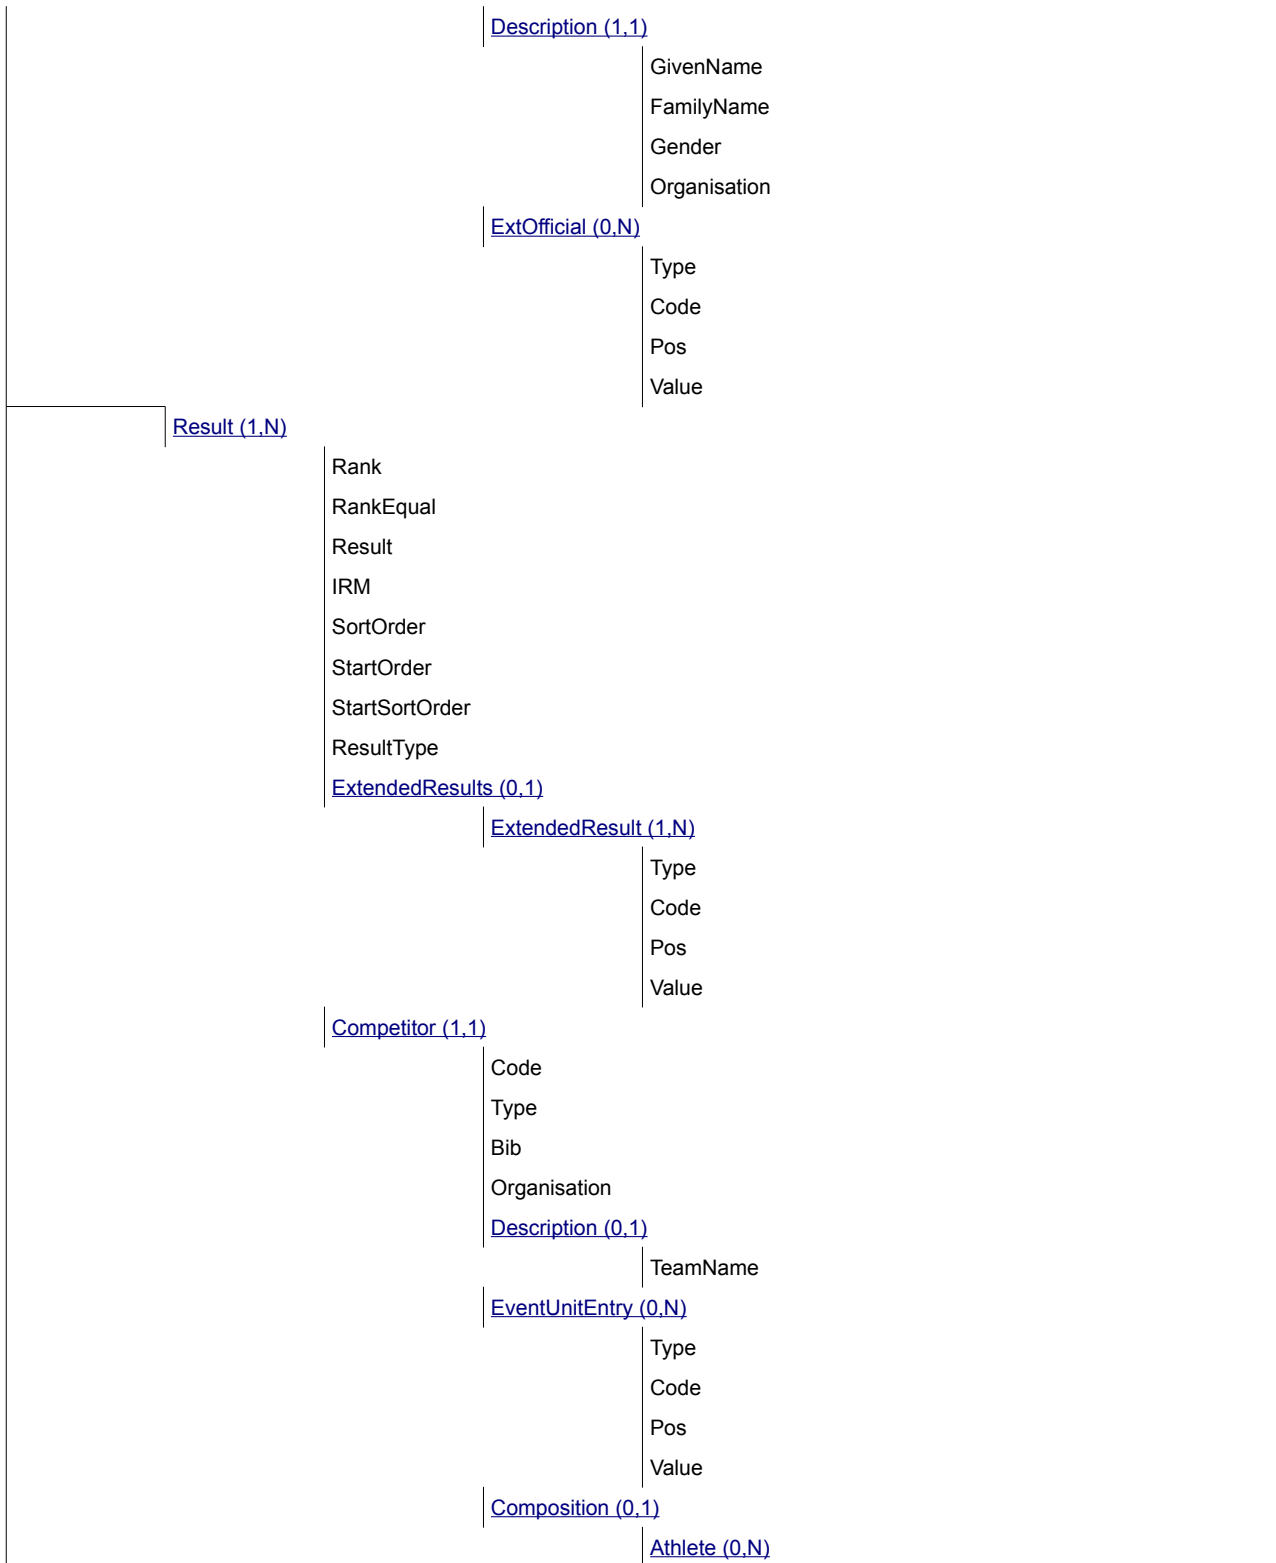 Description (1,1)
GivenName
FamilyName
Gender
Organisation
ExtOfficial (0,N)
Type
Code
Pos
Value
Result (1,N)
Rank
RankEqual
Result
IRM
SortOrder
StartOrder
StartSortOrder
ResultType
ExtendedResults (0,1)
ExtendedResult (1,N)
Type
Code
Pos
Value
Competitor (1,1)
Code
Type
Bib
Organisation
Description (0,1)
TeamName
EventUnitEntry (0,N)
Type
Code
Pos
Value
Composition (0,1)
Athlete (0,N)